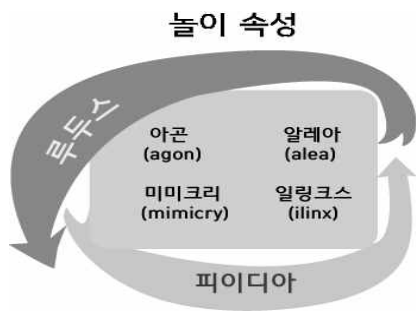 놀이 속성
루두스
아곤 알레아
(agon) (alea)
미미크리 일링크스
(mimicry) (ilinx)
피이디아